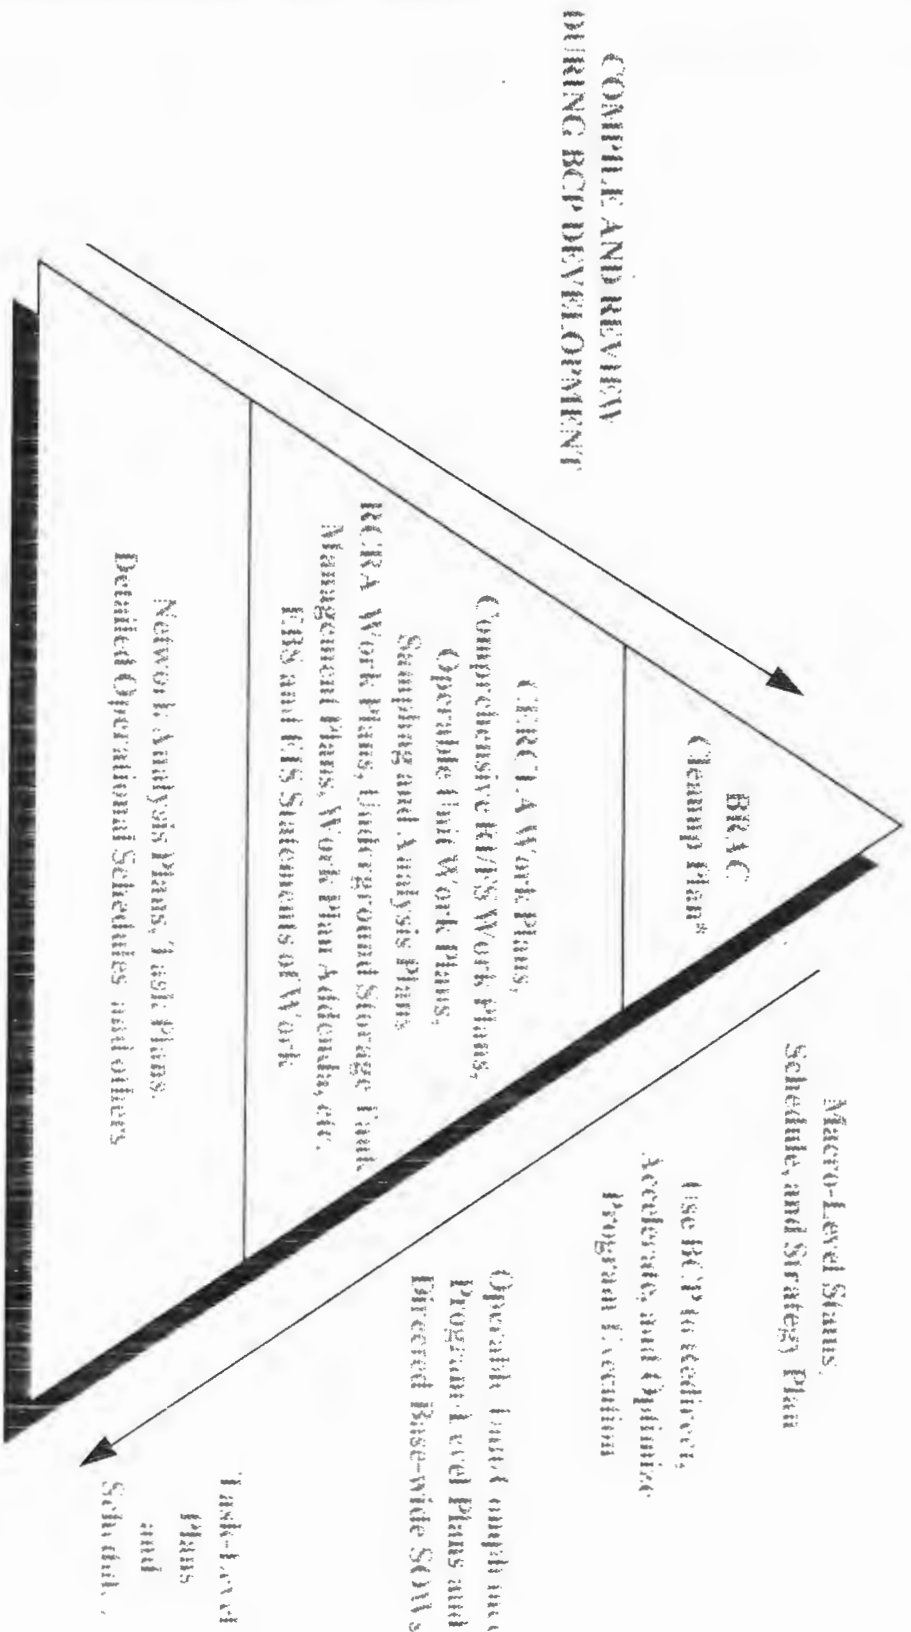 COMPILE AND REVIEW
DURING BCP DEVELOPMENT
BRAC
Cleanup Plans
CERCLA Work Plans,
Comprehensive RI/FS Work Plans,
Operable Unit Work Plans,
Sampling and Analysis Plans
RCRA Work Plans, Underground Storage Tank
Management Plans, Work Plan Addenda, etc.
EBS and EIS Statements of Work
Network Analysis Plans, Task Plans,
Detailed Operational Schedules and others
Macro-Level Status,
Schedule, and Strategy Plan
Use BCP to Redirect,
Accelerate, and Optimize
Program Execution
Operable Unit
Program-Level Plans and
Directed Base-wide SOWs
Task-Level
Plans
and